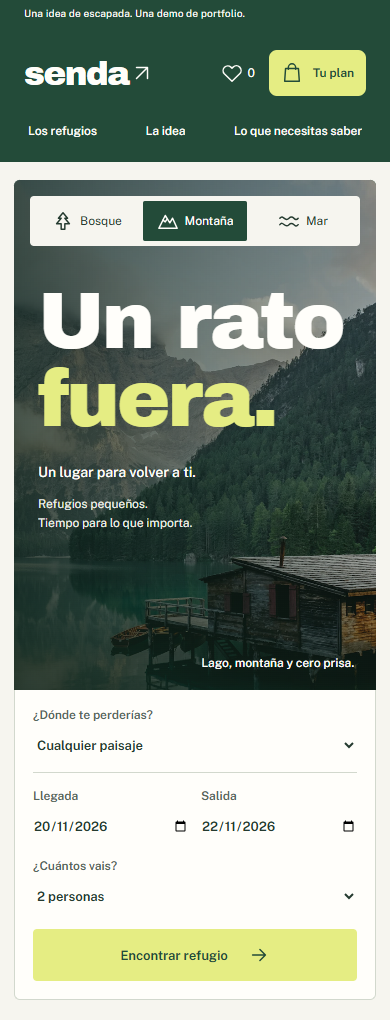 Una idea de escapada. Una demo de portfolio.
senda
0
Tu plan
Los refugios
La idea
Lo que necesitas saber
Bosque
Montaña
Mar
Un rato
fuera.
Un lugar para volver a ti.
Refugios pequeños.
Tiempo para lo que importa.
Lago, montaña y cero prisa.
¿Dónde te perderías?
Cualquier paisaje
Llegada
Salida
20/11/2026
22/11/2026
¿Cuántos vais?
2 personas
Encontrar refugio